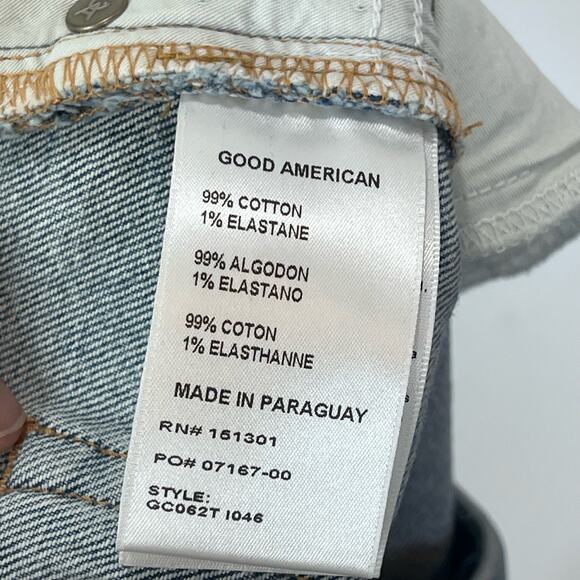 GOOD AMERICAN
99% COTTON
1% ELASTANE
99% ALGODON
1% ELASTANO
99% COTON
1% ELASTHANNE
MADE IN PARAGUAY
RN# 151301
PO# 07167-00
STYLE:
GC062T I046